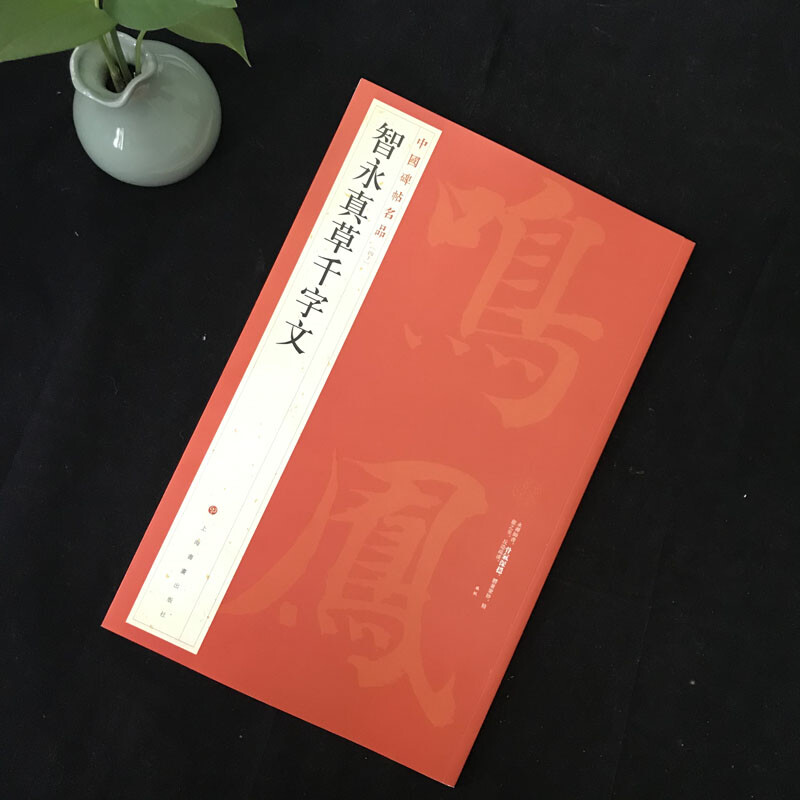 中國碑帖名品
智永真草千字文
上海書畫出版社
鳴
鳳